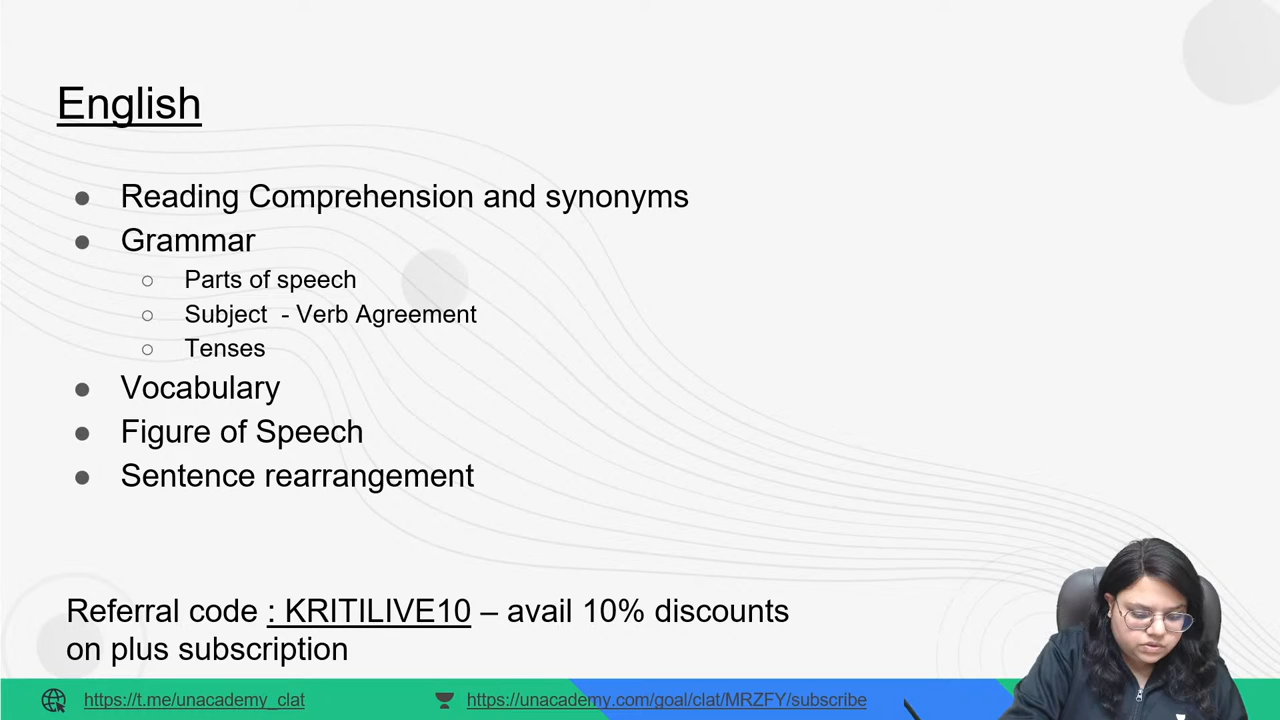 English
● Reading Comprehension and synonyms
● Grammar
○ Parts of speech
○ Subject - Verb Agreement
○ Tenses
● Vocabulary
● Figure of Speech
● Sentence rearrangement
Referral code : KRITILIVE10 – avail 10% discounts
on plus subscription
https://t.me/unacademy_clat
https://unacademy.com/goal/clat/MRZFY/subscribe